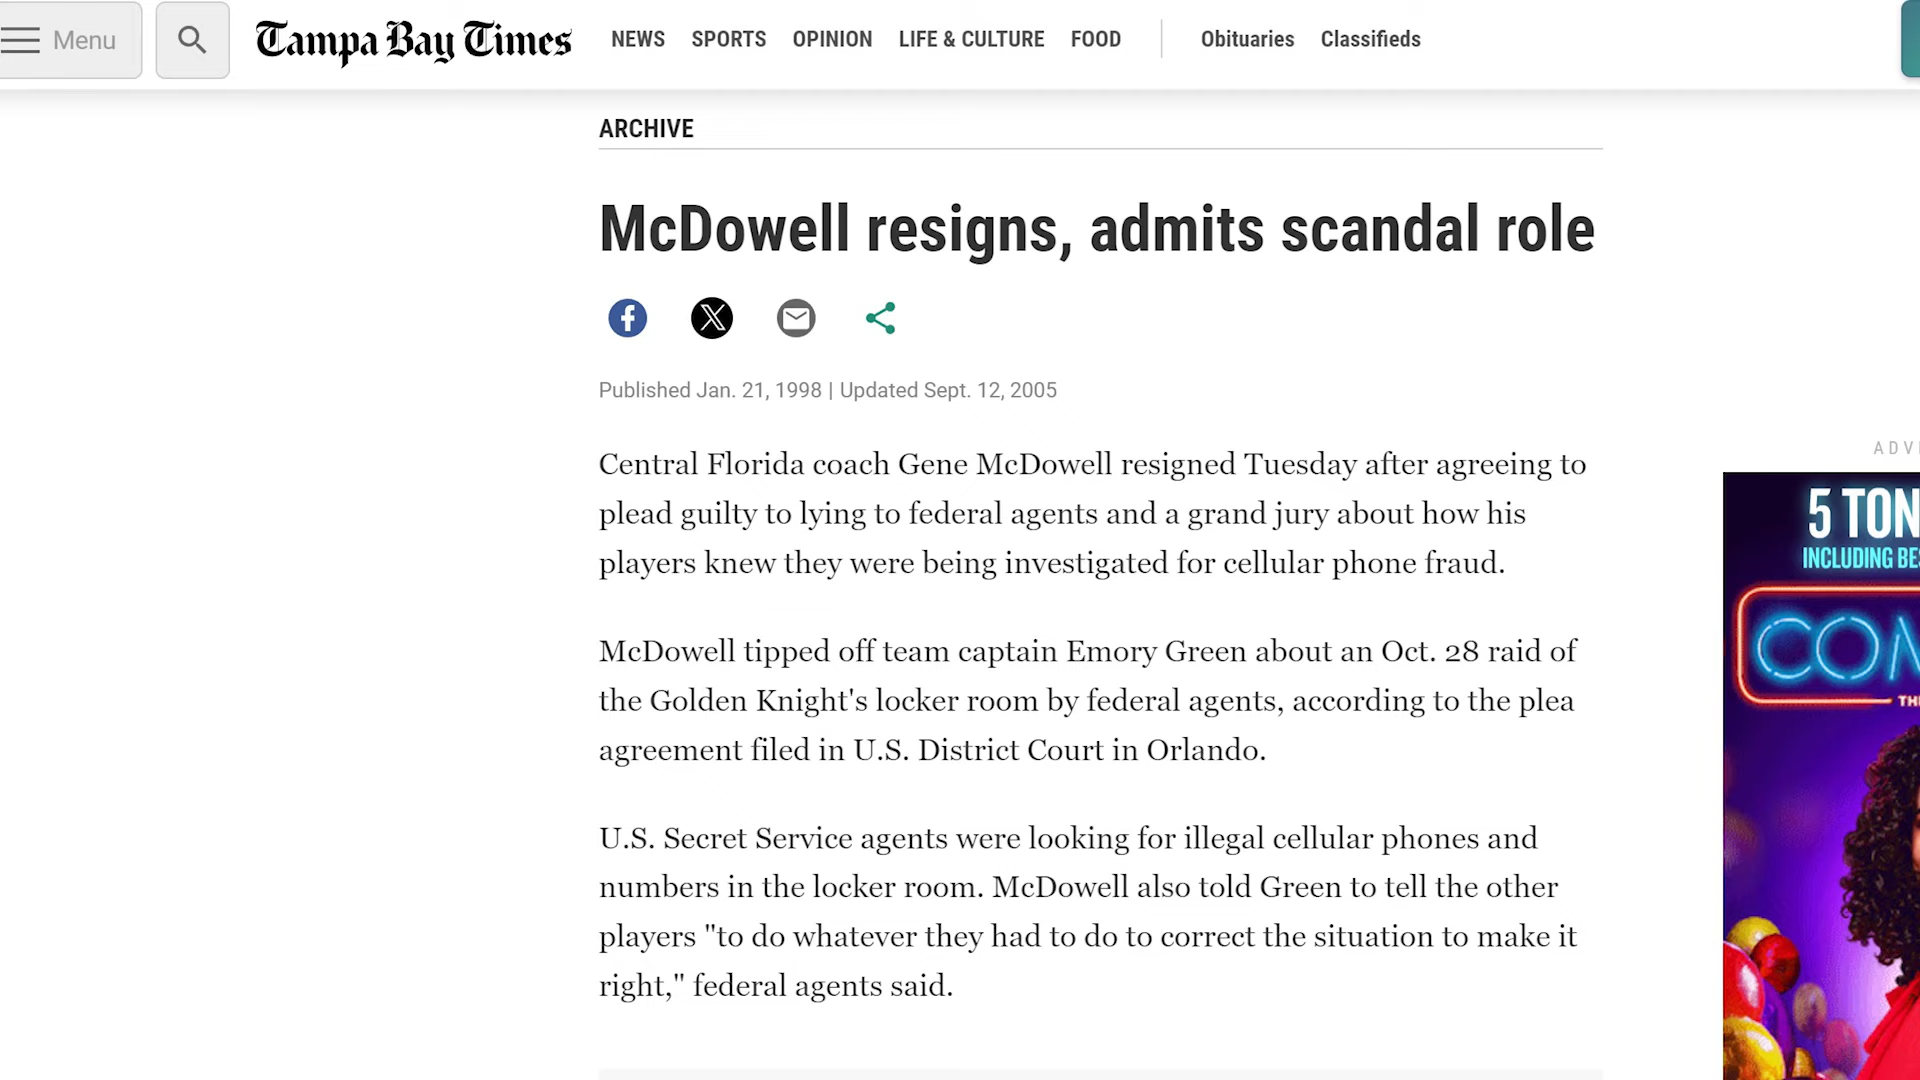 Menu
Tampa Bay Times
NEWS SPORTS OPINION LIFE & CULTURE FOOD Obituaries Classifieds
ARCHIVE
McDowell resigns, admits scandal role
Published Jan. 21, 1998 | Updated Sept. 12, 2005
Central Florida coach Gene McDowell resigned Tuesday after agreeing to
plead guilty to lying to federal agents and a grand jury about how his
players knew they were being investigated for cellular phone fraud.
McDowell tipped off team captain Emory Green about an Oct. 28 raid of
the Golden Knight's locker room by federal agents, according to the plea
agreement filed in U.S. District Court in Orlando.
U.S. Secret Service agents were looking for illegal cellular phones and
numbers in the locker room. McDowell also told Green to tell the other
players "to do whatever they had to do to correct the situation to make it
right," federal agents said.
5 TON
INCLUDING BES
COM
TH